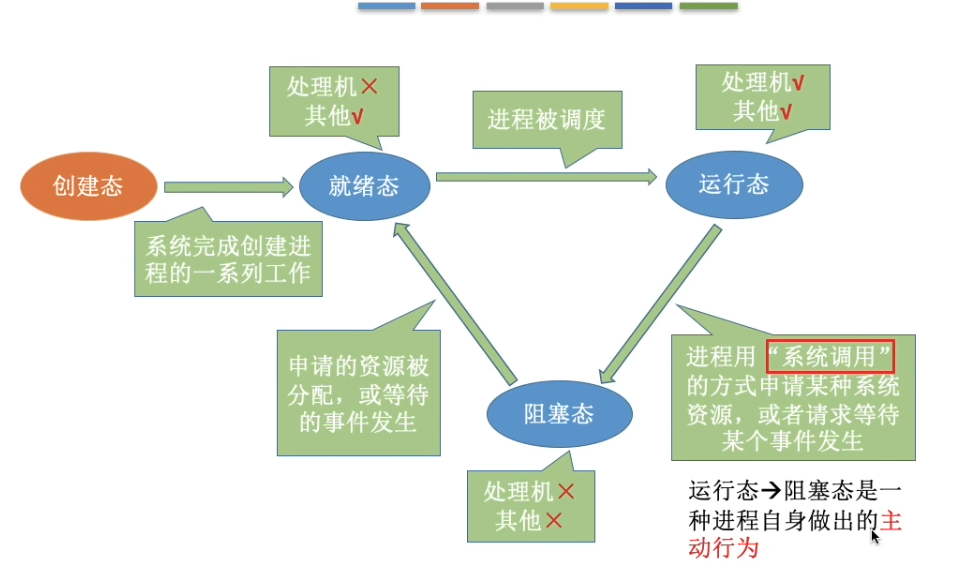 处理机×
其他√
处理机√
其他√
进程被调度
创建态
就绪态
运行态
系统完成创建进
程的一系列工作
申请的资源被
分配，或等待
的事件发生
进程用“系统调用”
的方式申请某种系统
资源，或者请求等待
某个事件发生
阻塞态
处理机×
其他×
运行态→阻塞态是一
种进程自身做出的主
动行为